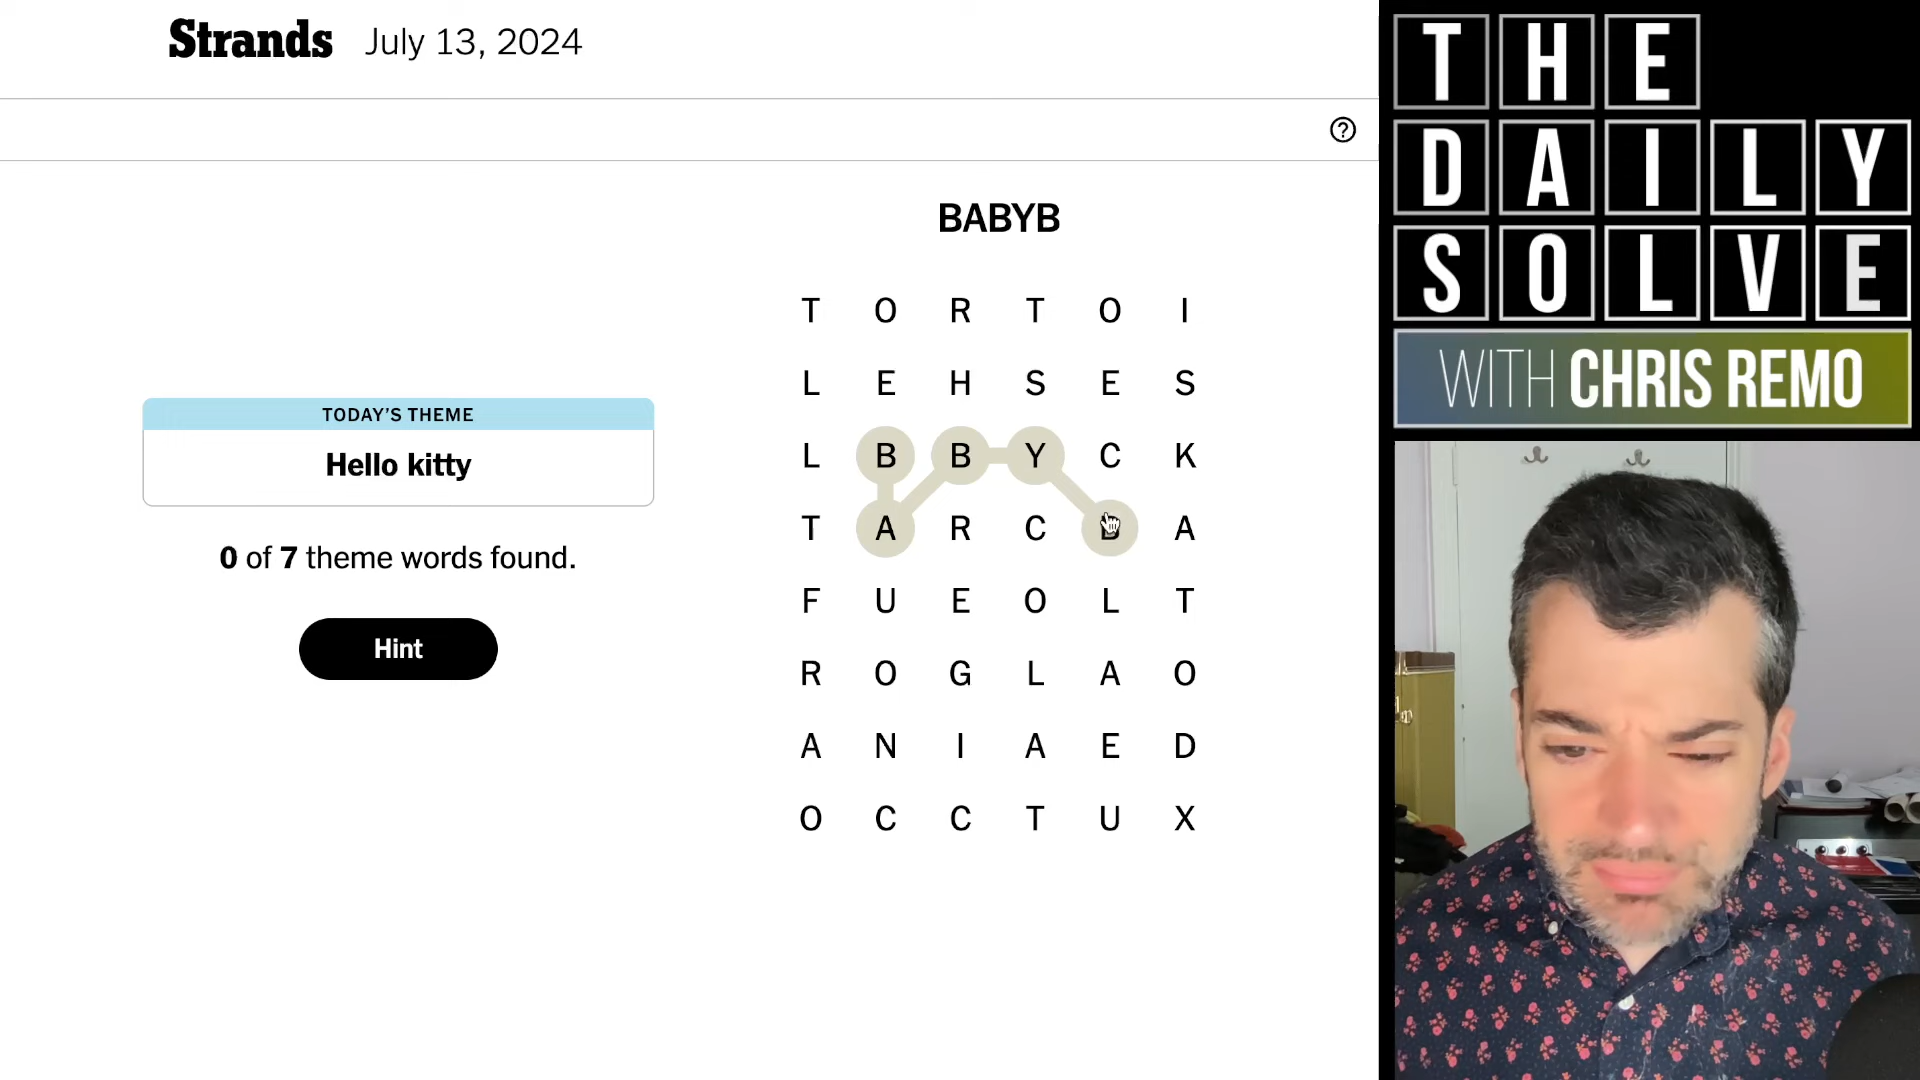 Strands July 13, 2024
BABYB
TODAY'S THEME
Hello kitty
0 of 7 theme words found.
Hint
T O R T O I
L E H S E S
L B B Y C K
T A R C B A
F U E O L T
R O G L A O
A N I A E D
O C C T U X
THE
DAILY
SOLVE
WITH CHRIS REMO